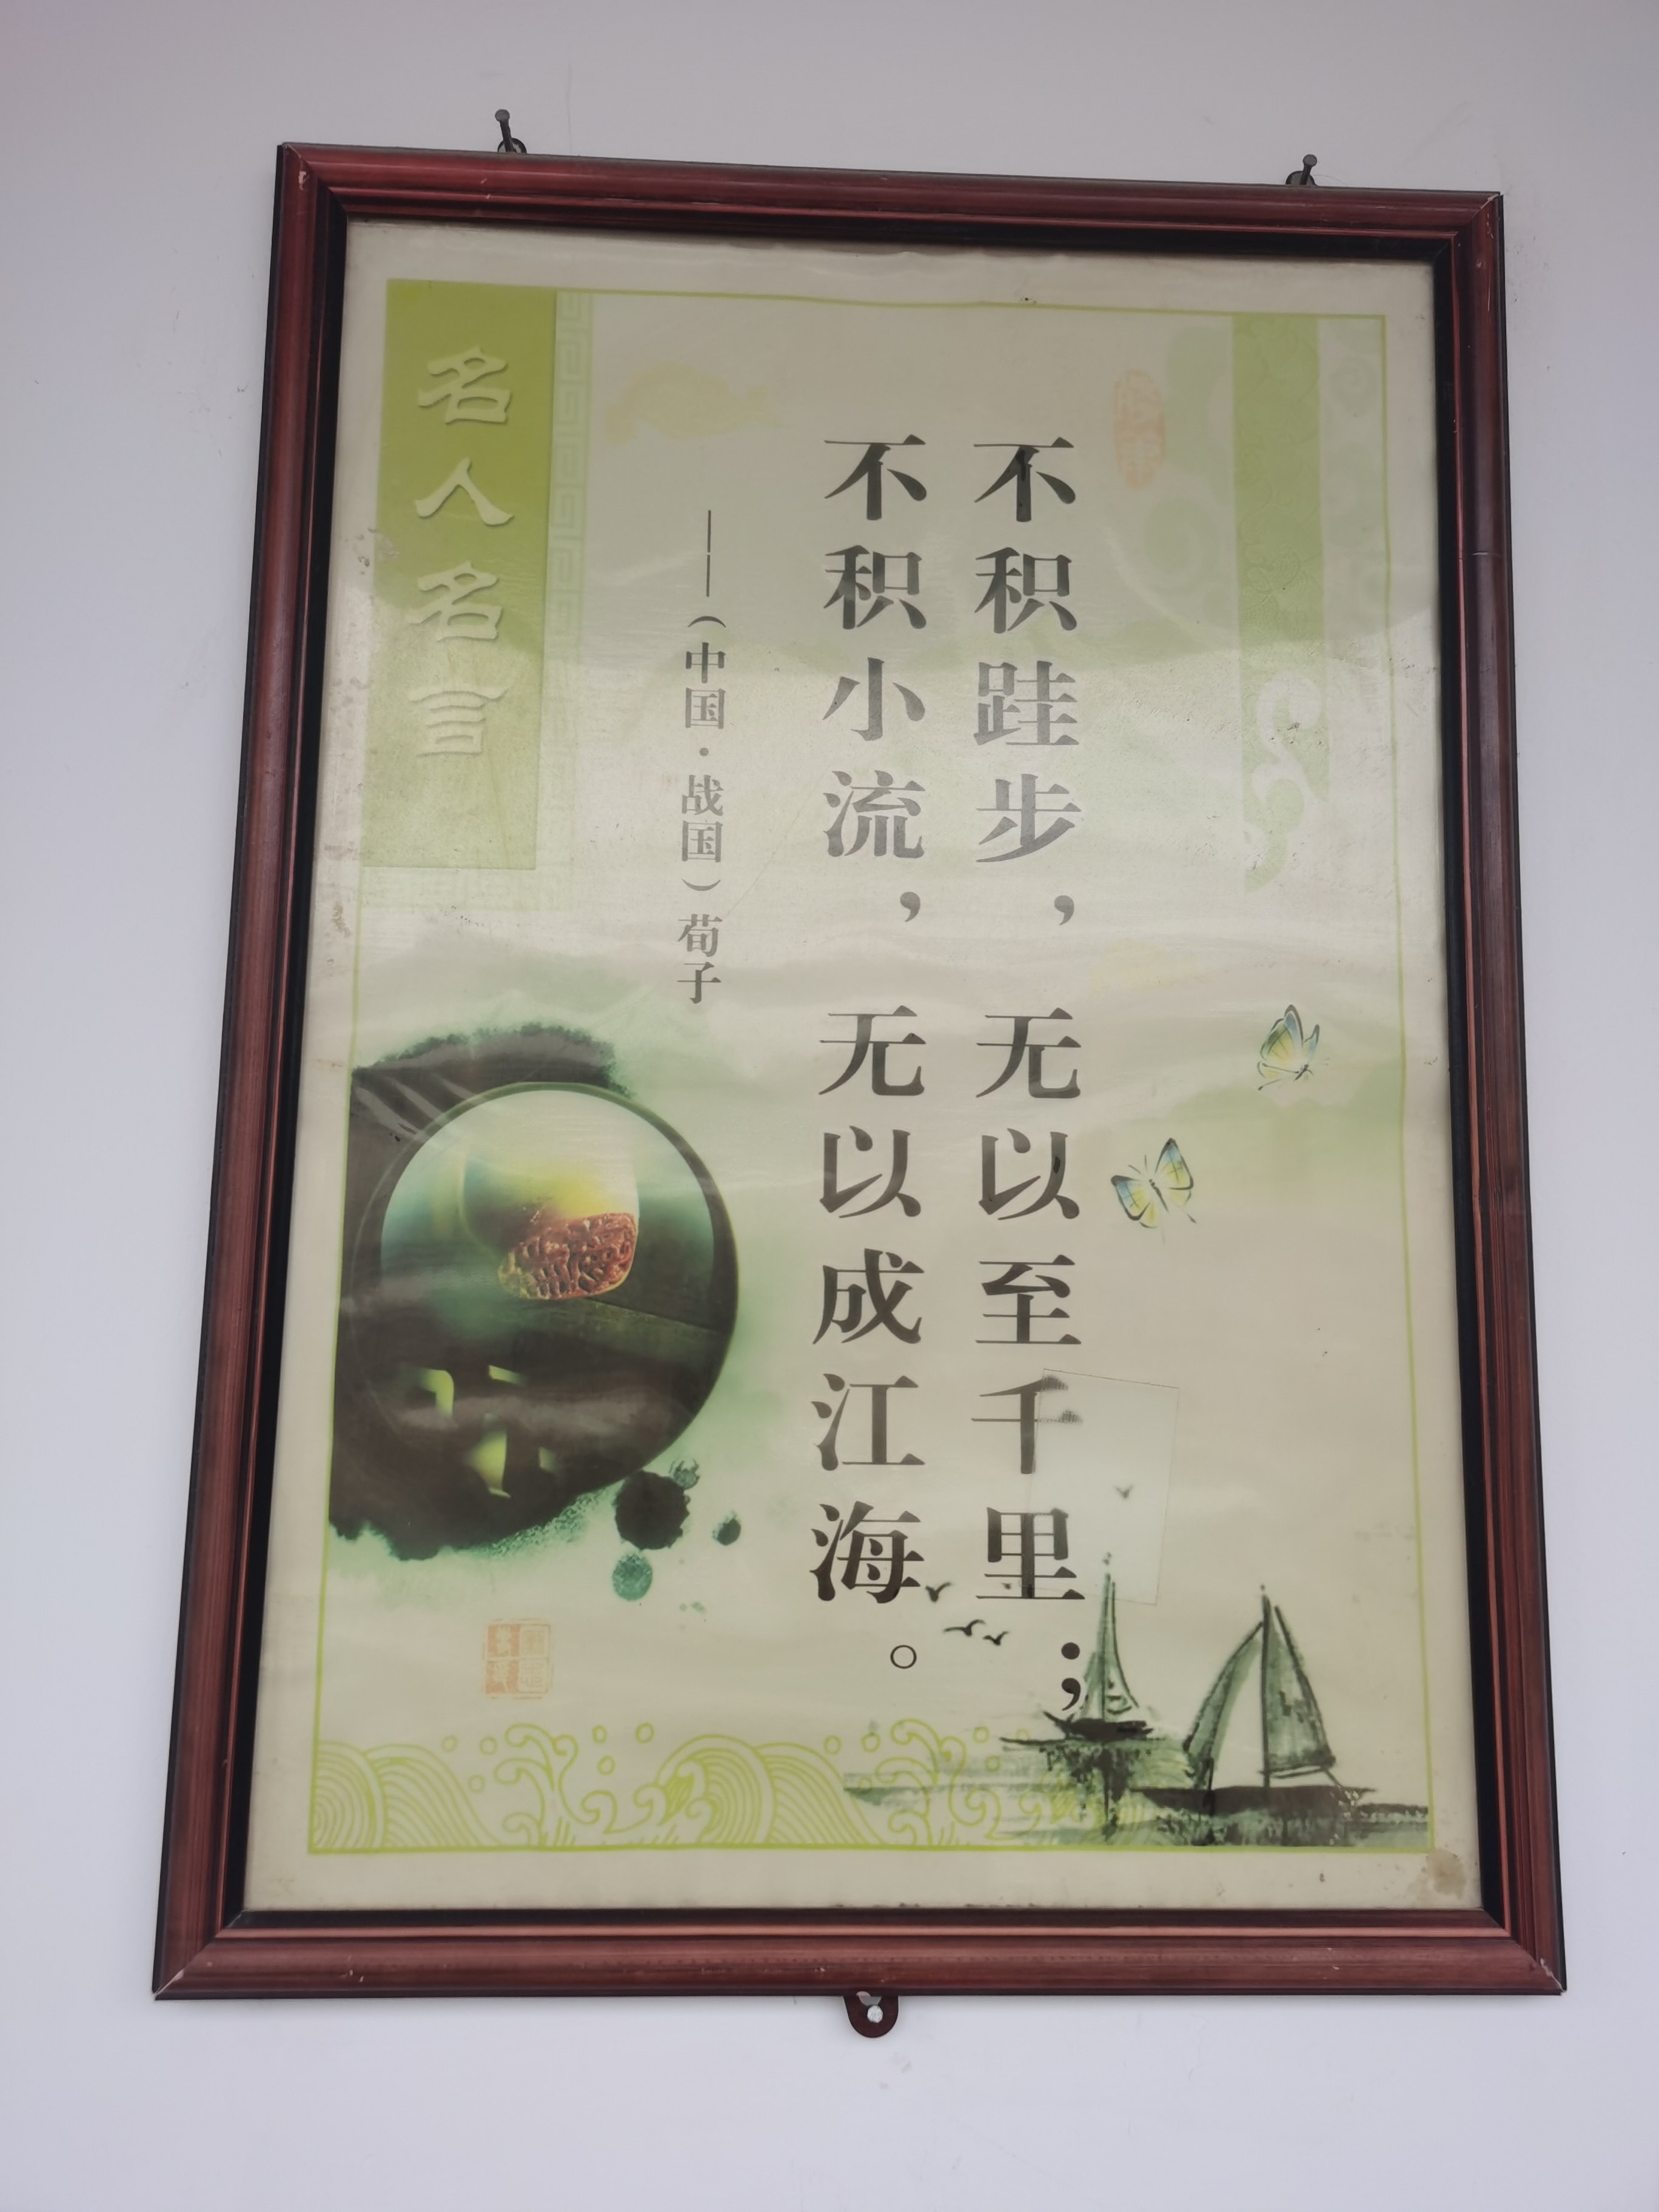 不积跬步，无以至千里；
不积小流，无以成江海。
——（中国·战国）荀子
名人名言